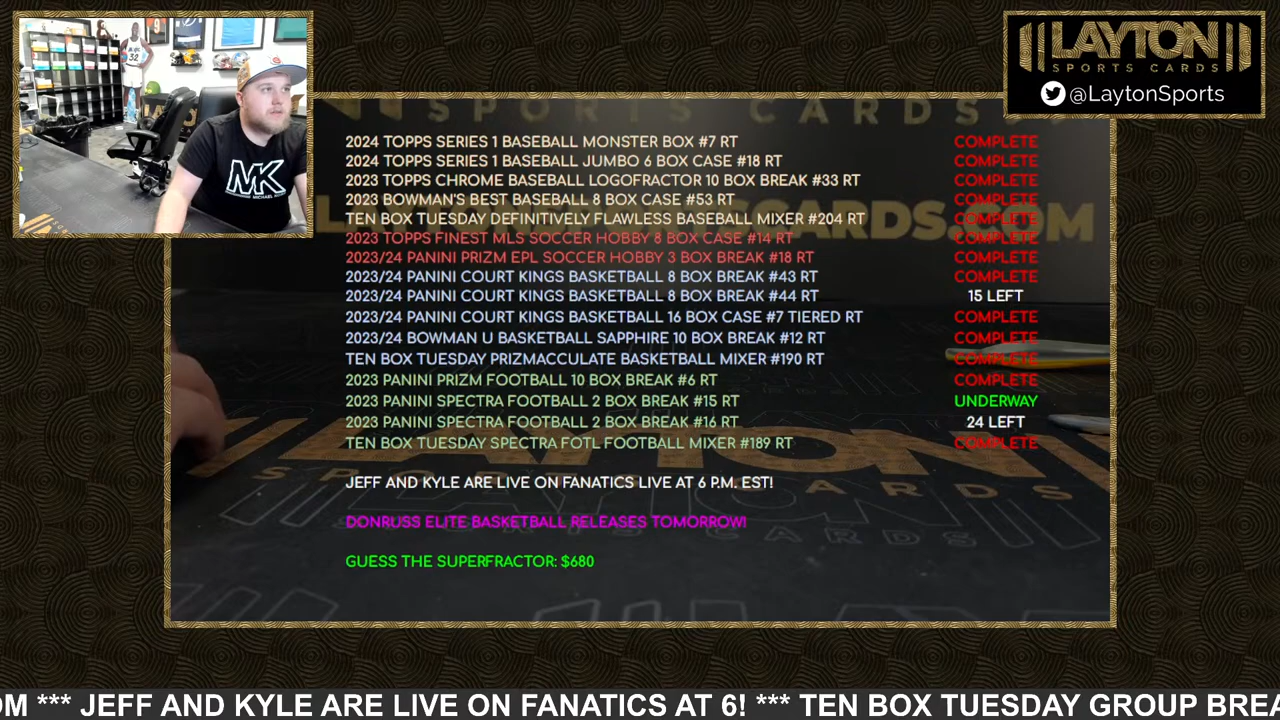 LAYTON
SPORTS CARDS
@LaytonSports
SPORTS CARDS
2024 TOPPS SERIES 1 BASEBALL MONSTER BOX #7 RT COMPLETE
2024 TOPPS SERIES 1 BASEBALL JUMBO 6 BOX CASE #18 RT COMPLETE
2023 TOPPS CHROME BASEBALL LOGOFRACTOR 10 BOX BREAK #33 RT COMPLETE
2023 BOWMAN'S BEST BASEBALL 8 BOX CASE #53 RT COMPLETE
TEN BOX TUESDAY DEFINITIVELY FLAWLESS BASEBALL MIXER #204 RT COMPLETE
2023 TOPPS FINEST MLS SOCCER HOBBY 8 BOX CASE #14 RT COMPLETE
2023/24 PANINI PRIZM EPL SOCCER HOBBY 3 BOX BREAK #18 RT COMPLETE
2023/24 PANINI COURT KINGS BASKETBALL 8 BOX BREAK #43 RT COMPLETE
2023/24 PANINI COURT KINGS BASKETBALL 8 BOX BREAK #44 RT 15 LEFT
2023/24 PANINI COURT KINGS BASKETBALL 16 BOX CASE #7 TIERED RT COMPLETE
2023/24 BOWMAN U BASKETBALL SAPPHIRE 10 BOX BREAK #12 RT COMPLETE
TEN BOX TUESDAY PRIZMACCULATE BASKETBALL MIXER #190 RT COMPLETE
2023 PANINI PRIZM FOOTBALL 10 BOX BREAK #6 RT COMPLETE
2023 PANINI SPECTRA FOOTBALL 2 BOX BREAK #15 RT UNDERWAY
2023 PANINI SPECTRA FOOTBALL 2 BOX BREAK #16 RT 24 LEFT
TEN BOX TUESDAY SPECTRA FOTL FOOTBALL MIXER #189 RT COMPLETE
JEFF AND KYLE ARE LIVE ON FANATICS LIVE AT 6 P.M. EST!
DONRUSS ELITE BASKETBALL RELEASES TOMORROW!
GUESS THE SUPERFRACTOR: $680
MK
32
OM *** JEFF AND KYLE ARE LIVE ON FANATICS AT 6! *** TEN BOX TUESDAY GROUP BREA